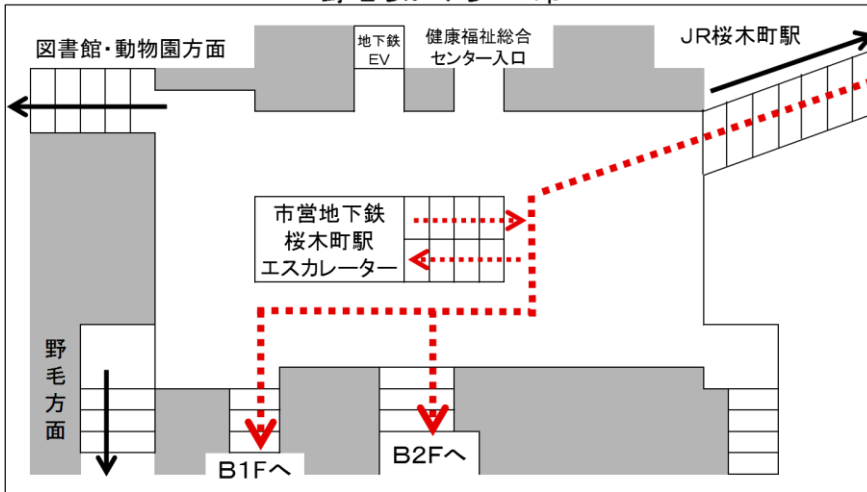 図書館・動物園方面
地下鉄
EV
健康福祉総合
センター入口
JR桜木町駅
市営地下鉄
桜木町駅
エスカレーター
野毛方面
B1Fへ
B2Fへ